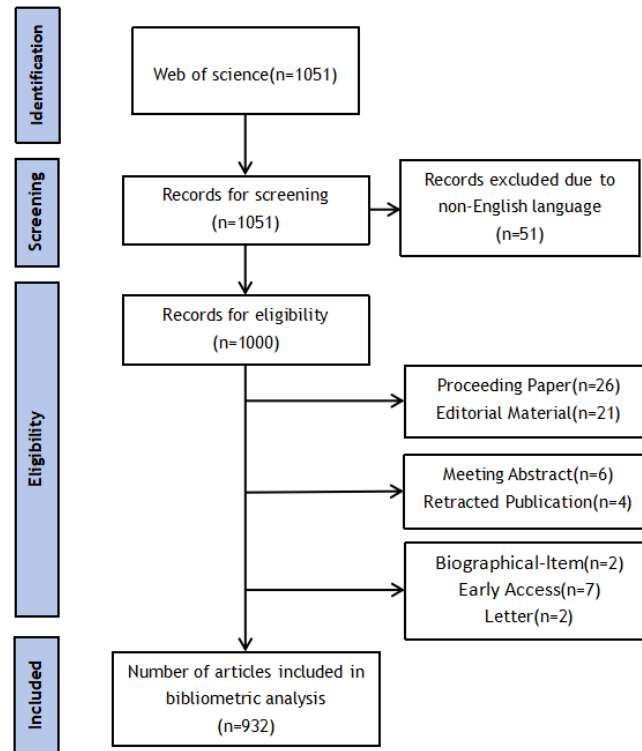 Identification
Web of science(n=1051)
Screening
Records for screening
(n=1051)
Records excluded due to
non-English language
(n=51)
Eligibility
Records for eligibility
(n=1000)
Proceeding Paper(n=26)
Editorial Material(n=21)
Meeting Abstract(n=6)
Retracted Publication(n=4)
Biographical-Item(n=2)
Early Access(n=7)
Letter(n=2)
Included
Number of articles included in
bibliometric analysis
(n=932)